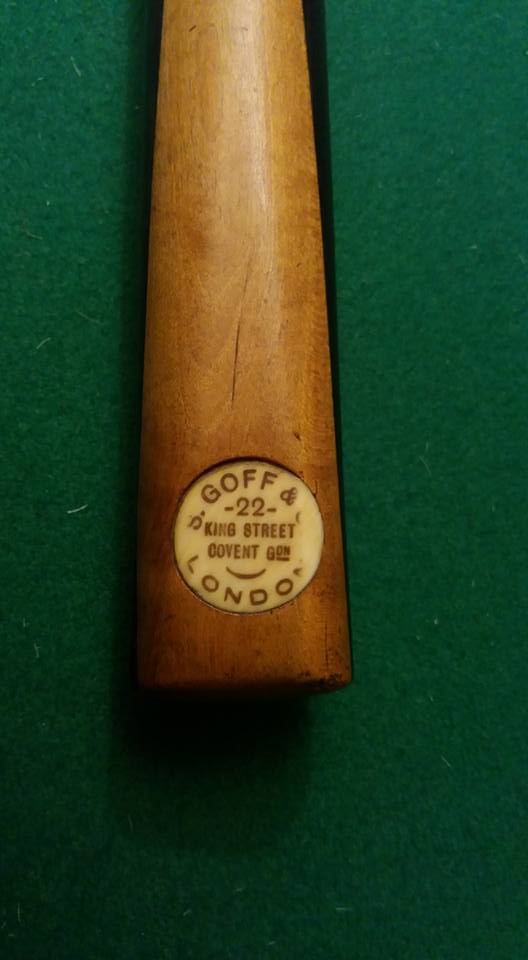 D. GOFF &
-22-
KING STREET
COVENT GDN
LONDON